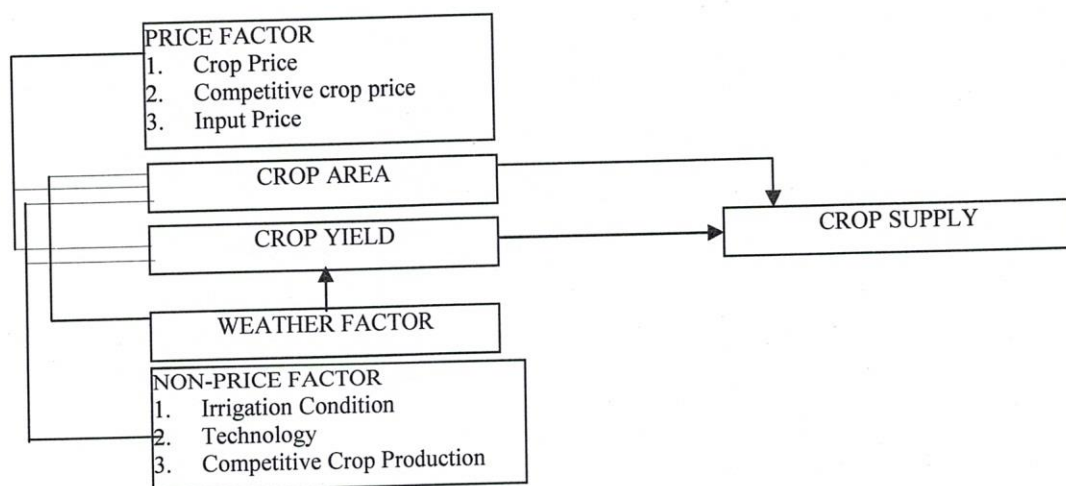 PRICE FACTOR
1. Crop Price
2. Competitive crop price
3. Input Price
CROP AREA
CROP YIELD
CROP SUPPLY
WEATHER FACTOR
NON-PRICE FACTOR
1. Irrigation Condition
2. Technology
3. Competitive Crop Production